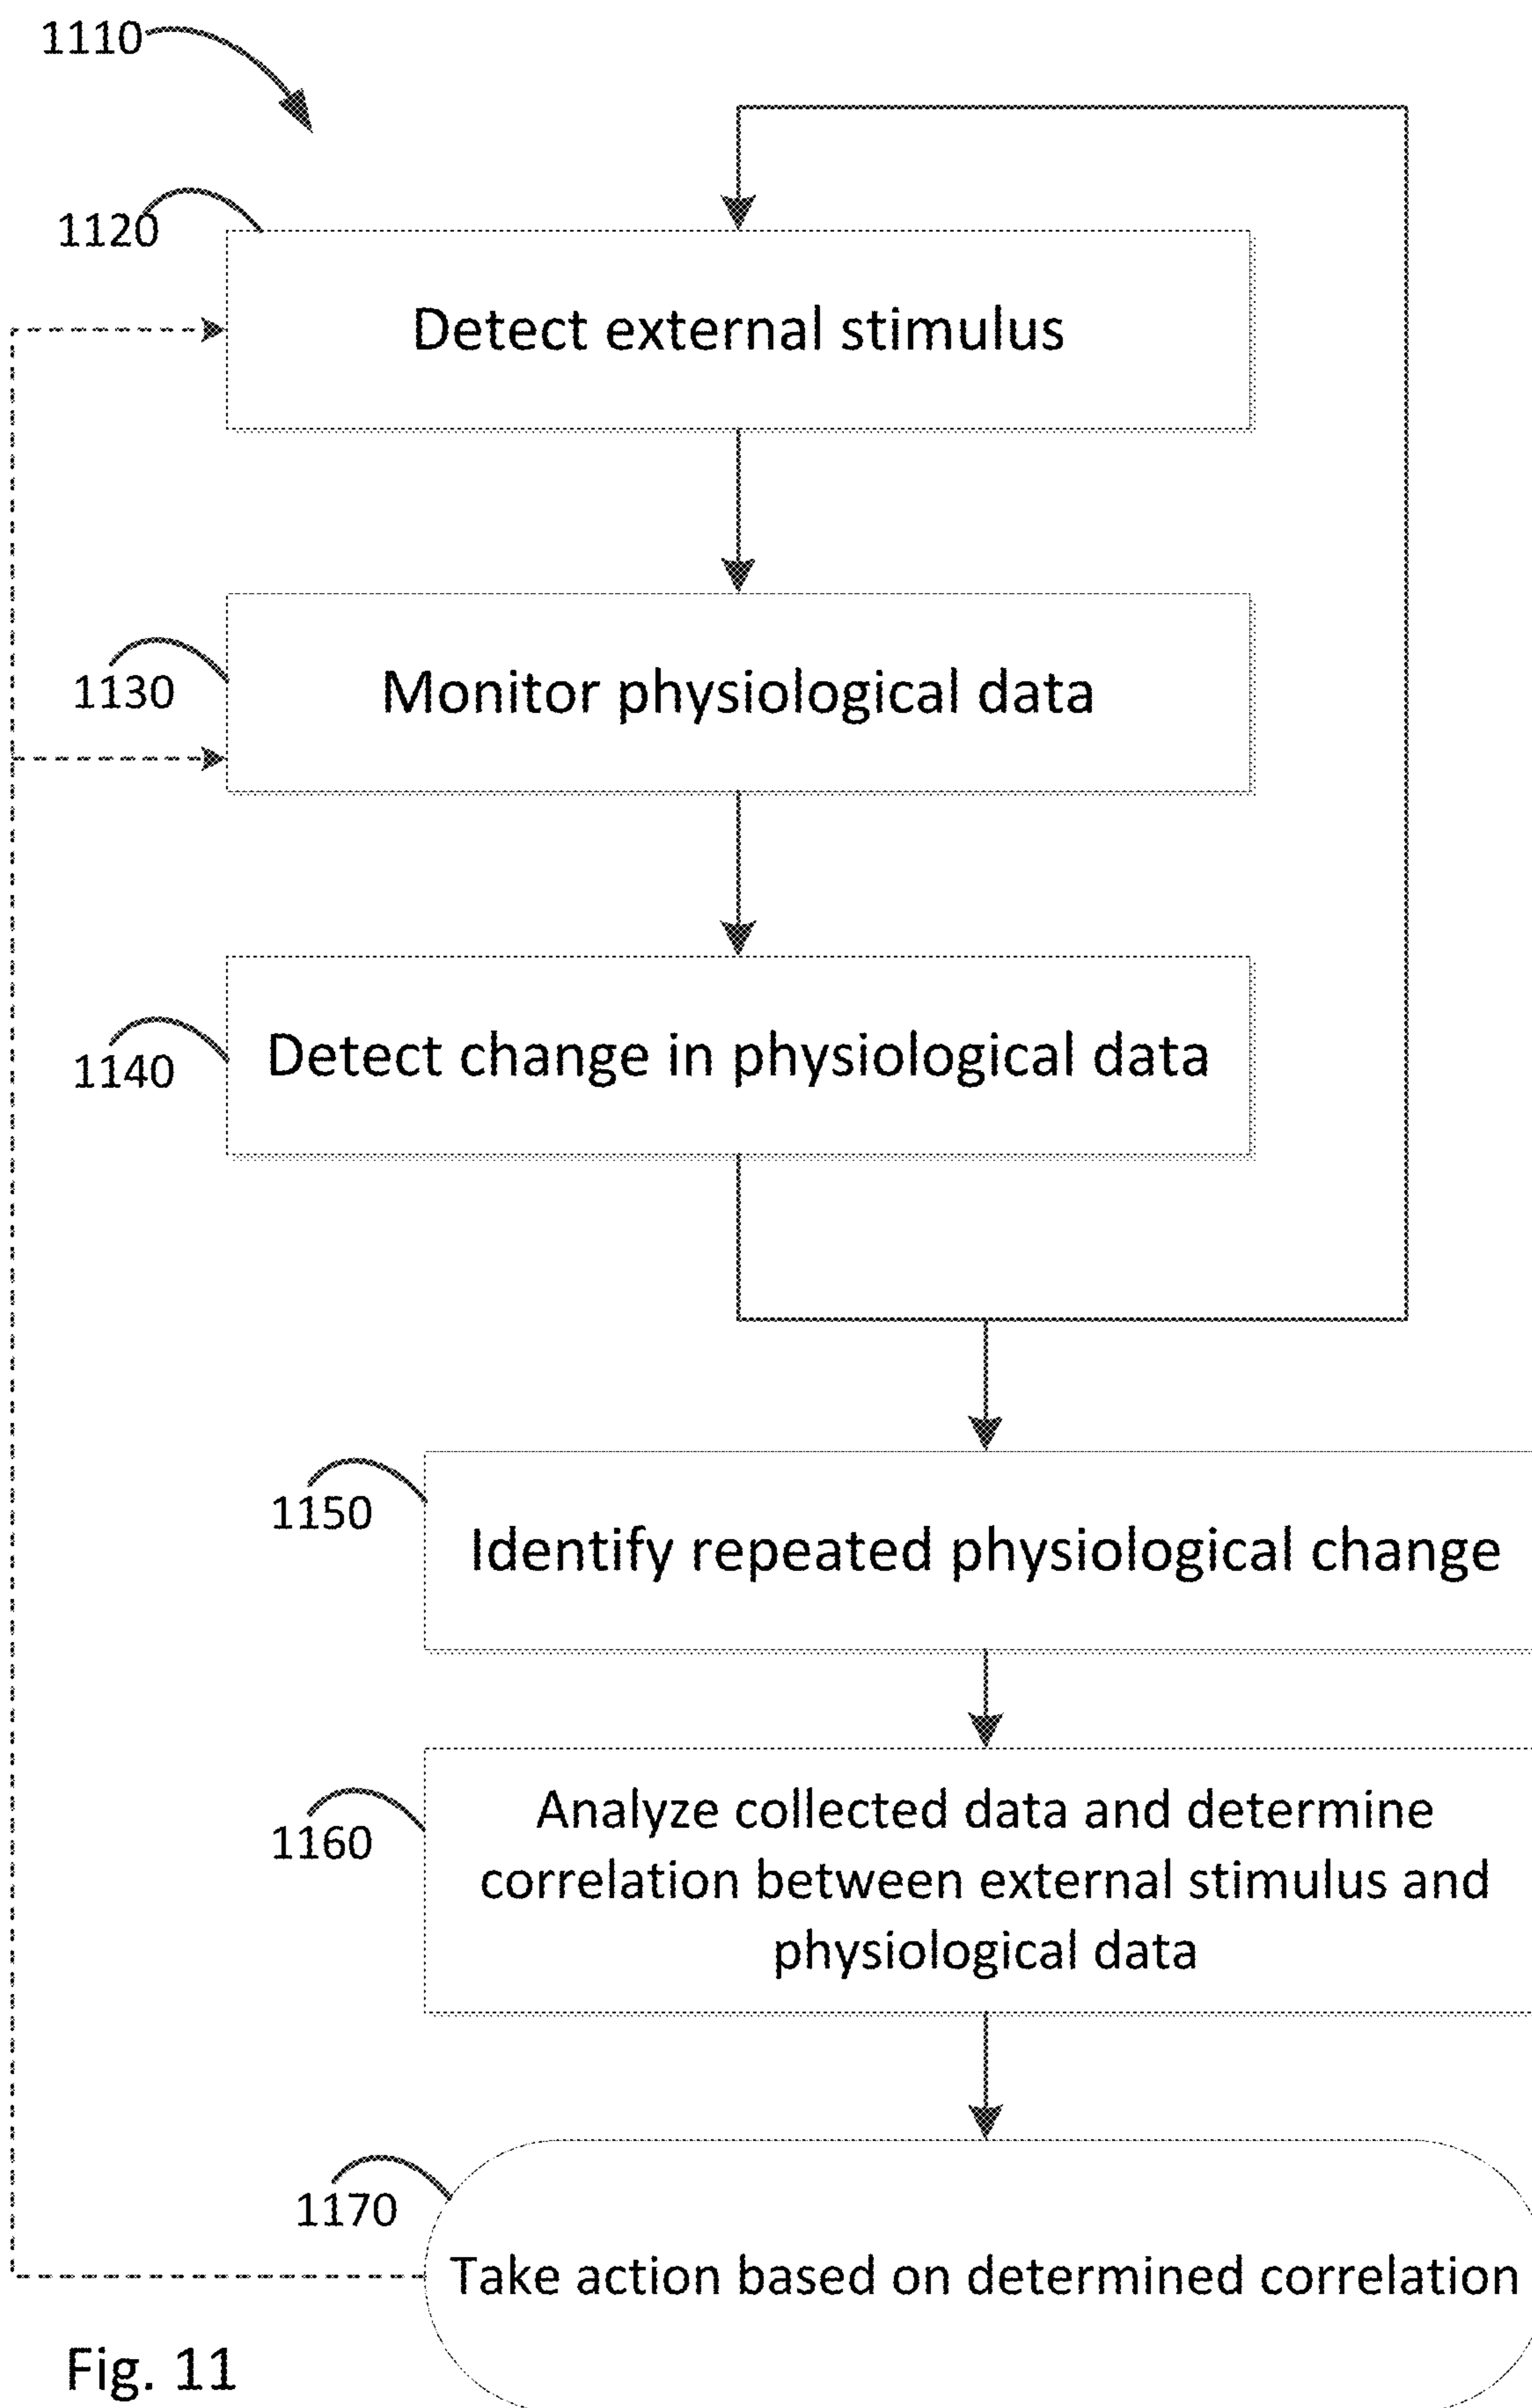 1110
1120
Detect external stimulus
1130
Monitor physiological data
1140
Detect change in physiological data
1150
Identify repeated physiological change
1160
Analyze collected data and determine
correlation between external stimulus and
physiological data
1170
Take action based on determined correlation
Fig. 11